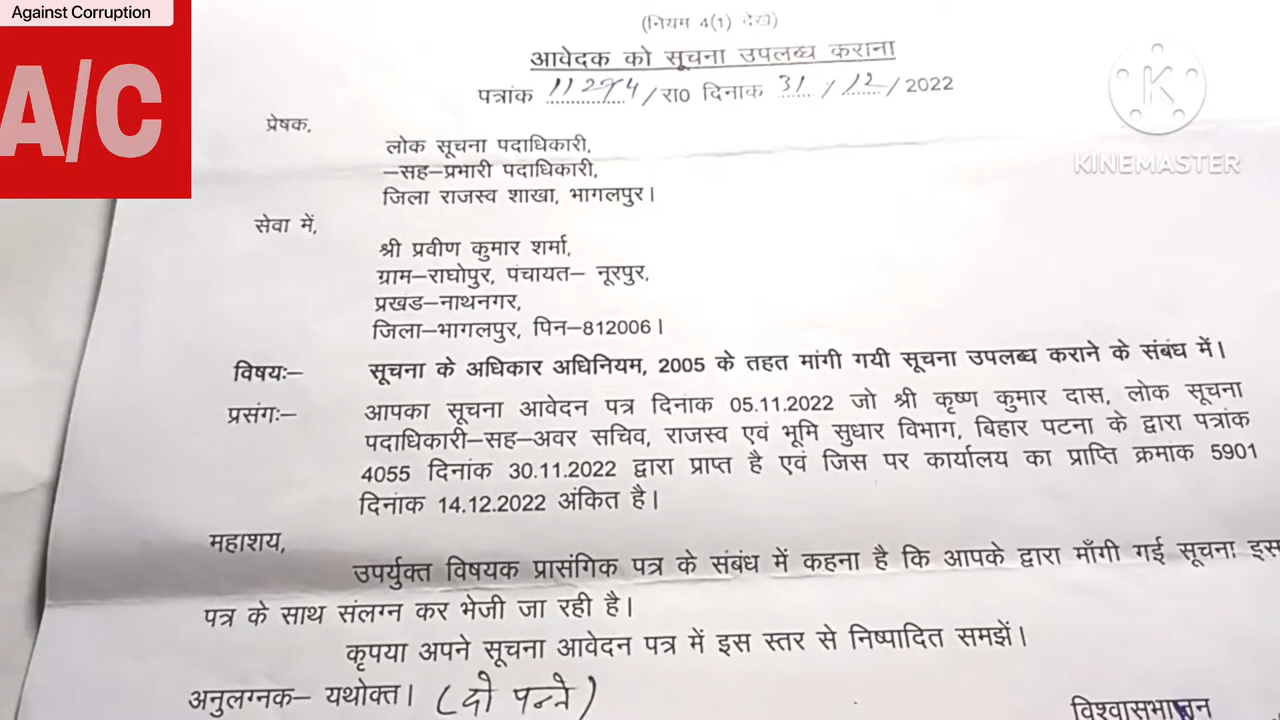 Against Corruption
A/C
(नियम 4(1) देखें)
आवेदक को सूचना उपलब्ध कराना
पत्रांक 11294/रा0 दिनांक 31/12/2022
KINEMASTER
प्रेषक,
लोक सूचना पदाधिकारी,
–सह–प्रभारी पदाधिकारी,
जिला राजस्व शाखा, भागलपुर।
सेवा में,
श्री प्रवीण कुमार शर्मा,
ग्राम–राघोपुर, पंचायत– नूरपुर,
प्रखंड–नाथनगर,
जिला–भागलपुर, पिन–812006।
विषयः– सूचना के अधिकार अधिनियम, 2005 के तहत मांगी गयी सूचना उपलब्ध कराने के संबंध में।
प्रसंगः– आपका सूचना आवेदन पत्र दिनांक 05.11.2022 जो श्री कृष्ण कुमार दास, लोक सूचना
पदाधिकारी–सह–अवर सचिव, राजस्व एवं भूमि सुधार विभाग, बिहार पटना के द्वारा पत्रांक
4055 दिनांक 30.11.2022 द्वारा प्राप्त है एवं जिस पर कार्यालय का प्राप्ति क्रमांक 5901
दिनांक 14.12.2022 अंकित है।
महाशय,
उपर्युक्त विषयक प्रासंगिक पत्र के संबंध में कहना है कि आपके द्वारा माँगी गई सूचना इस
पत्र के साथ संलग्न कर भेजी जा रही है।
कृपया अपने सूचना आवेदन पत्र में इस स्तर से निष्पादित समझें।
अनुलग्नक– यथोक्त। (दो पन्ने)
विश्वासभाजन